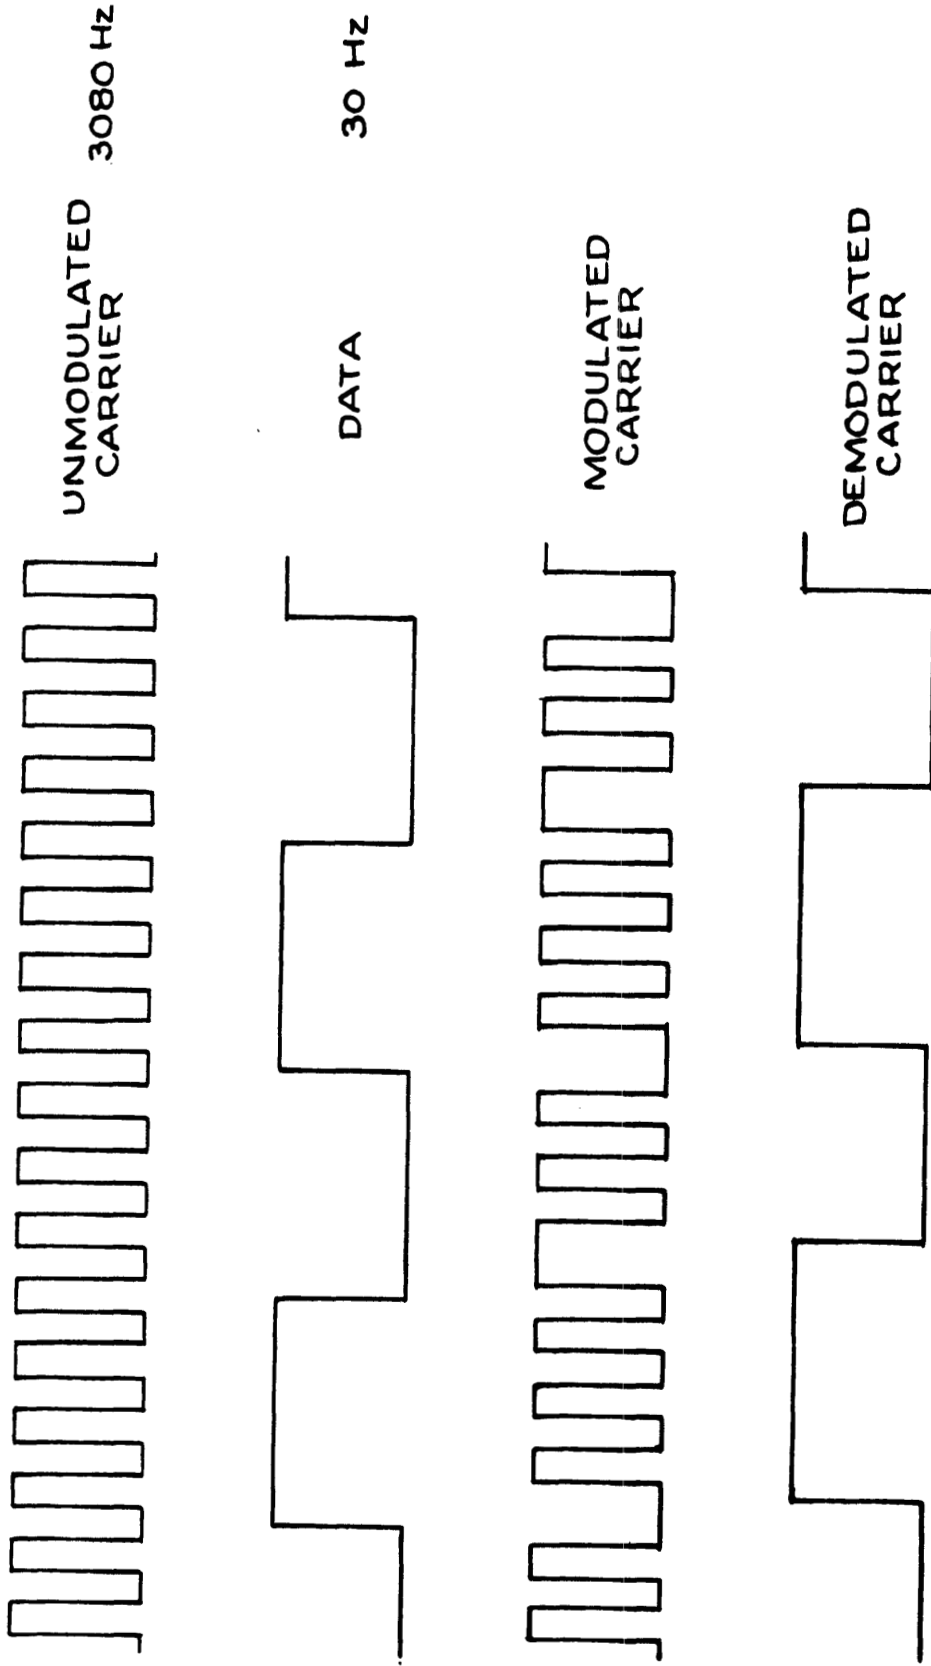 UNMODULATED
CARRIER
3080 Hz
DATA
30 Hz
MODULATED
CARRIER
DEMODULATED
CARRIER